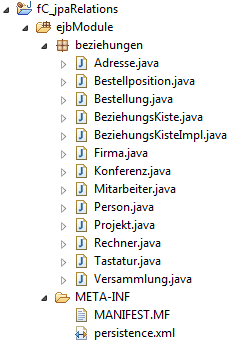 fC_jpaRelations
ejbModule
beziehungen
Adresse.java
Bestellposition.java
Bestellung.java
BeziehungsKiste.java
BeziehungsKisteImpl.java
Firma.java
Konferenz.java
Mitarbeiter.java
Person.java
Projekt.java
Rechner.java
Tastatur.java
Versammlung.java
META-INF
MANIFEST.MF
persistence.xml